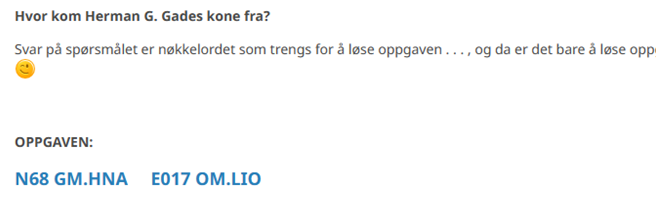 Hvor kom Herman G. Gades kone fra?
Svar på spørsmålet er nøkkelordet som trengs for å løse oppgaven . . . , og da er det bare å løse
OPPGAVEN:
N68 GM.HNA E017 OM.LIO